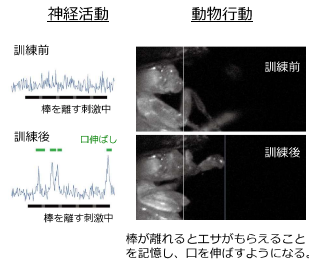 神経活動
動物行動
訓練前
棒を離す刺激中
訓練後
口伸ばし
棒を離す刺激中
訓練前
訓練後
棒が離れるとエサがもらえること
を記憶し、口を伸ばすようになる。